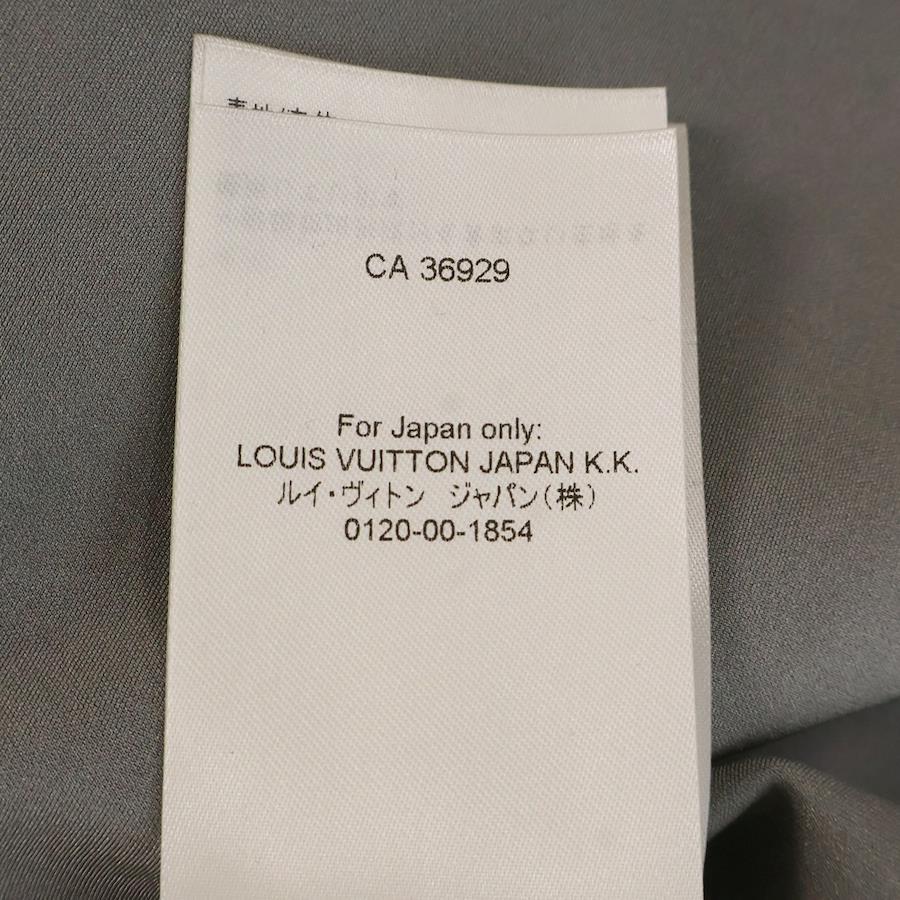 CA 36929
For Japan only:
LOUIS VUITTON JAPAN K.K.
ルイ・ヴィトン　ジャパン(株)
0120-00-1854